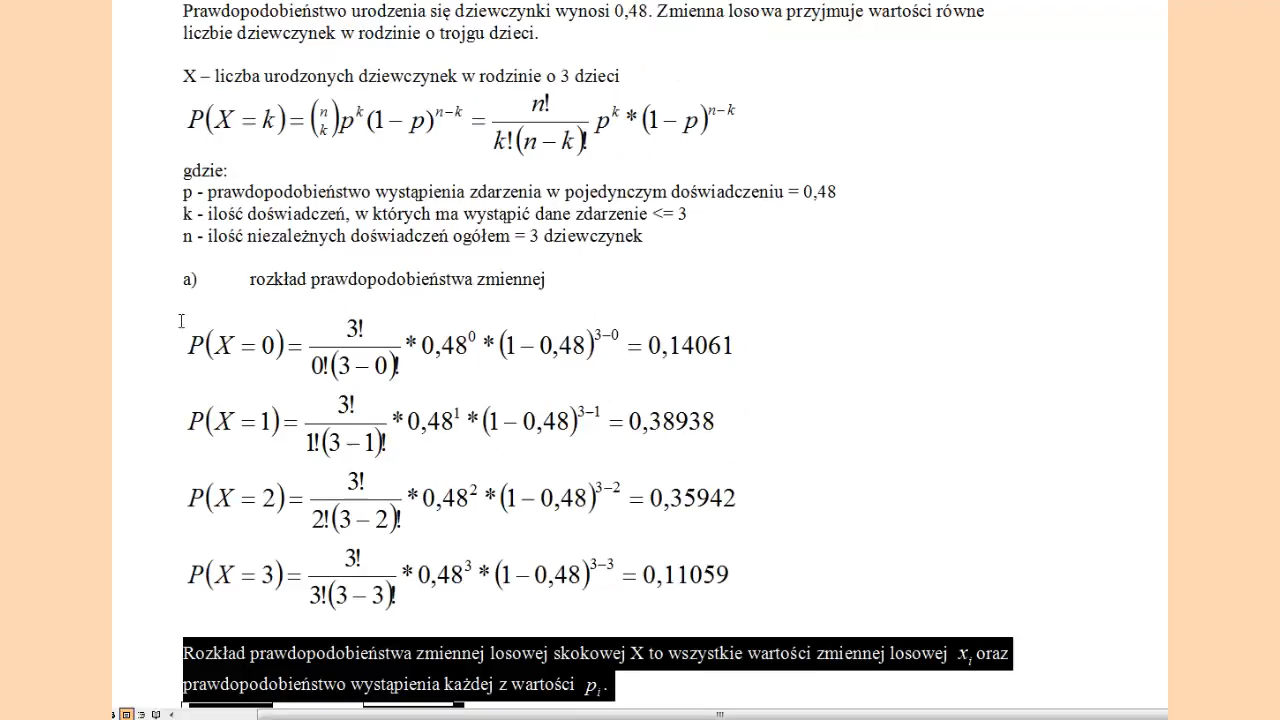 Prawdopodobieństwo urodzenia się dziewczynki wynosi 0,48. Zmienna losowa przyjmuje wartości równe
liczbie dziewczynek w rodzinie o trojgu dzieci.
X – liczba urodzonych dziewczynek w rodzinie o 3 dzieci
P(X = k) = (n k) p^k (1 − p)^{n−k} = n! / k!(n − k)! p^k * (1 − p)^{n−k}
gdzie:
p - prawdopodobieństwo wystąpienia zdarzenia w pojedynczym doświadczeniu = 0,48
k - ilość doświadczeń, w których ma wystąpić dane zdarzenie <= 3
n - ilość niezależnych doświadczeń ogółem = 3 dziewczynek
a) rozkład prawdopodobieństwa zmiennej
P(X = 0) = 3! / 0!(3 − 0)! * 0,48^0 * (1 − 0,48)^{3−0} = 0,14061
P(X = 1) = 3! / 1!(3 − 1)! * 0,48^1 * (1 − 0,48)^{3−1} = 0,38938
P(X = 2) = 3! / 2!(3 − 2)! * 0,48^2 * (1 − 0,48)^{3−2} = 0,35942
P(X = 3) = 3! / 3!(3 − 3)! * 0,48^3 * (1 − 0,48)^{3−3} = 0,11059
Rozkład prawdopodobieństwa zmiennej losowej skokowej X to wszystkie wartości zmiennej losowej x_i oraz
prawdopodobieństwo wystąpienia każdej z wartości p_i.